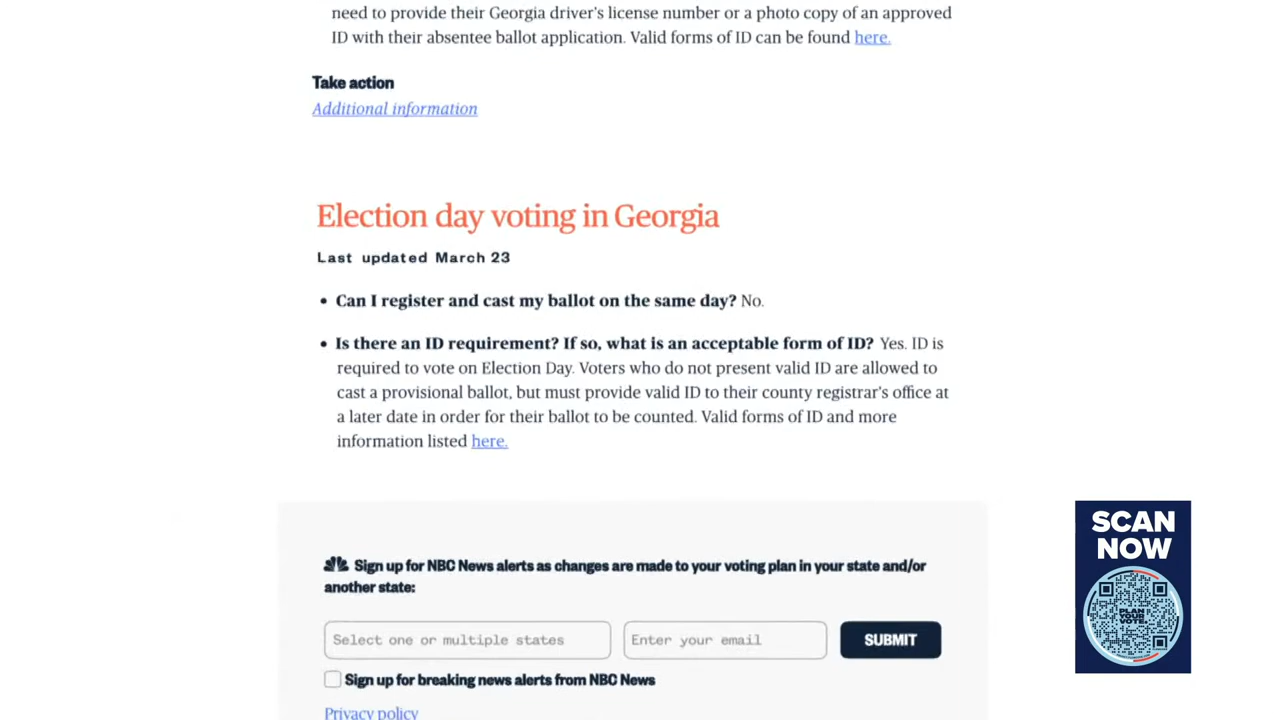 need to provide their Georgia driver's license number or a photo copy of an approved
ID with their absentee ballot application. Valid forms of ID can be found here.
Take action
Additional information
Election day voting in Georgia
Last updated March 23
• Can I register and cast my ballot on the same day? No.
• Is there an ID requirement? If so, what is an acceptable form of ID? Yes. ID is
required to vote on Election Day. Voters who do not present valid ID are allowed to
cast a provisional ballot, but must provide valid ID to their county registrar's office at
a later date in order for their ballot to be counted. Valid forms of ID and more
information listed here.
Sign up for NBC News alerts as changes are made to your voting plan in your state and/or
another state:
Select one or multiple states
Enter your email
SUBMIT
Sign up for breaking news alerts from NBC News
Privacy policy
SCAN
NOW
PLAN
YOUR
VOTE.